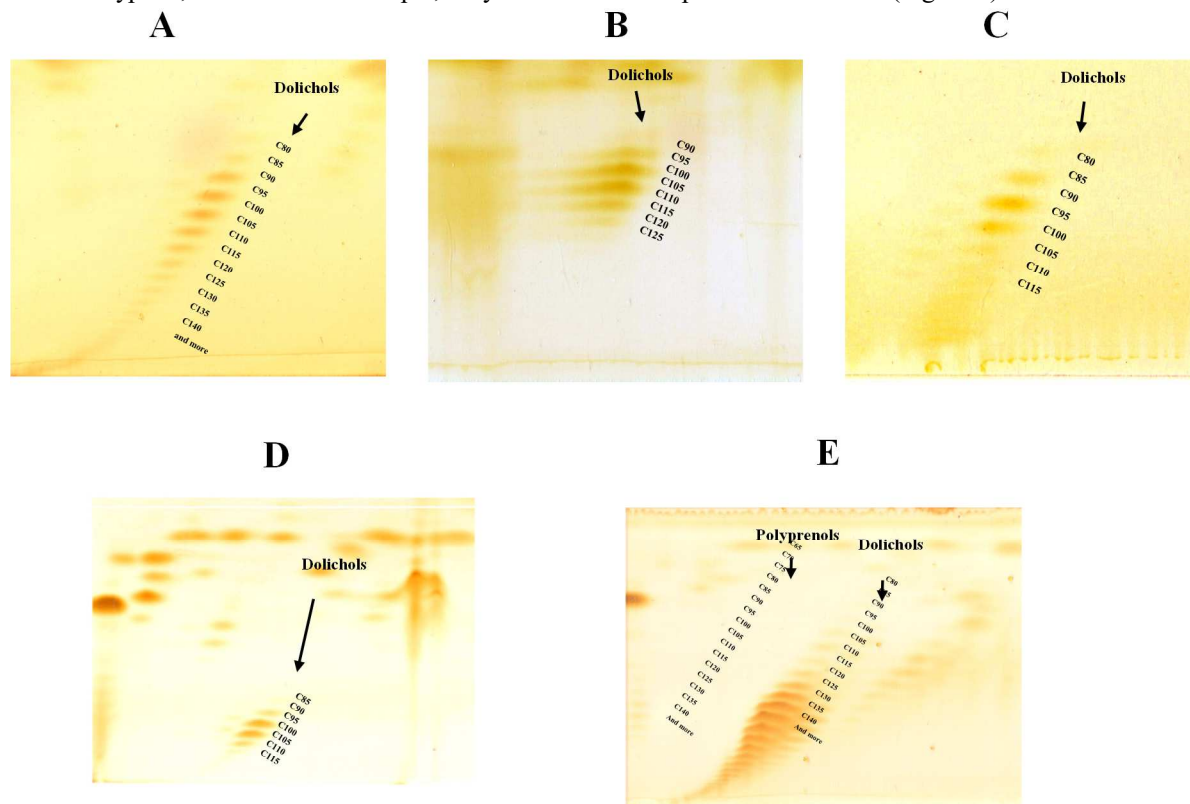 A
B
C
Dolichols
C80
C85
C90
C95
C100
C105
C110
C115
C120
C125
C130
C135
C140
and more
Dolichols
C90
C95
C100
C105
C110
C115
C120
C125
Dolichols
C80
C85
C90
C95
C100
C105
C110
C115
D
E
Dolichols
C85
C90
C95
C100
C105
C110
C115
Polyprenols
C65
C75
C80
C85
C90
C95
C100
C105
C110
C115
C120
C125
C130
C135
C140
And more
Dolichols
C80
C90
C95
C100
C105
C110
C115
C120
C125
C130
C135
C140
And more